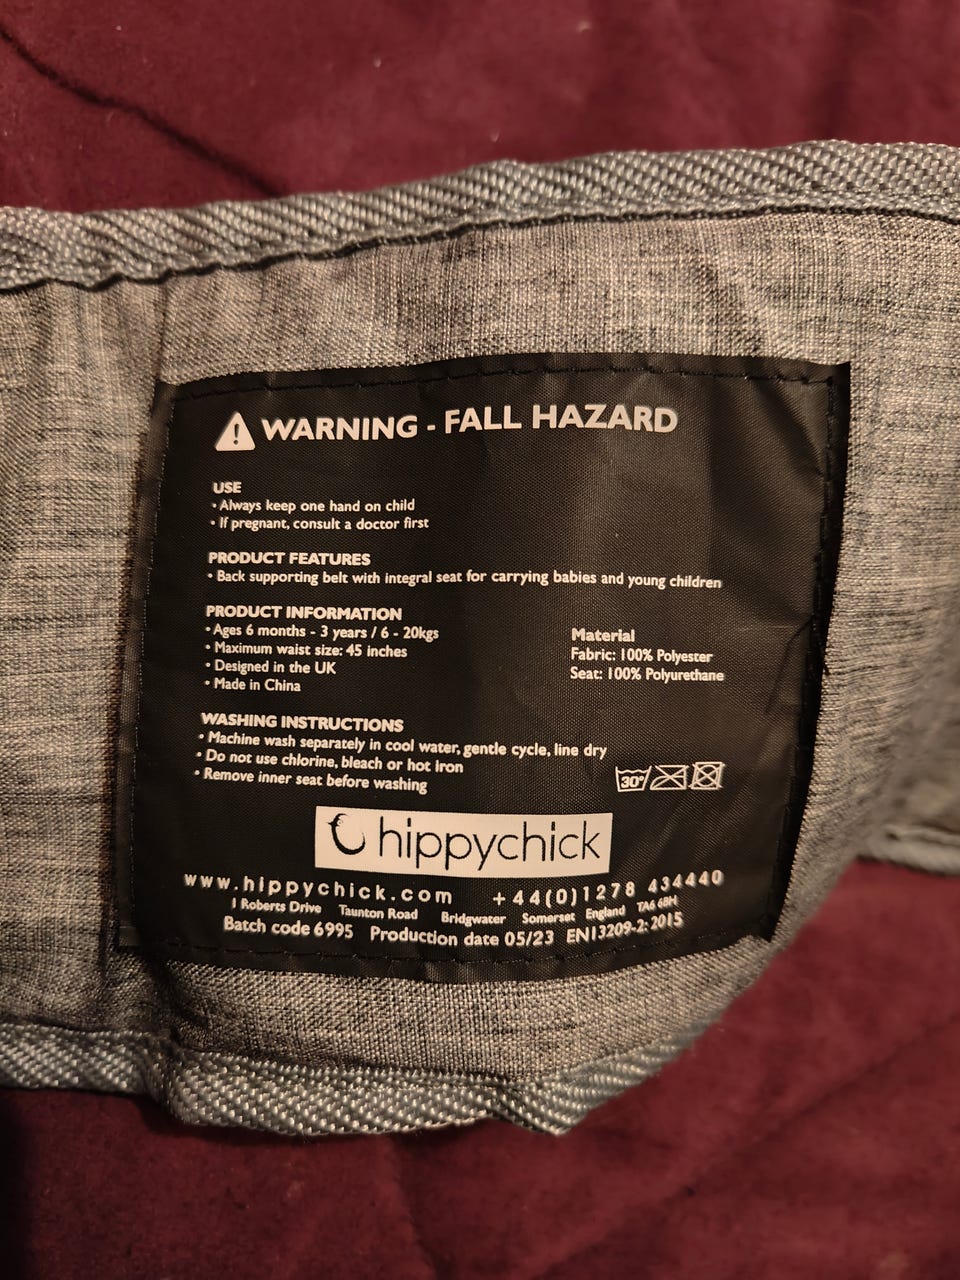 WARNING - FALL HAZARD
USE
• Always keep one hand on child
• If pregnant, consult a doctor first
PRODUCT FEATURES
• Back supporting belt with integral seat for carrying babies and young children
PRODUCT INFORMATION
• Ages 6 months - 3 years / 6 - 20kgs
• Maximum waist size: 45 inches
• Designed in the UK
• Made in China
Material
Fabric: 100% Polyester
Seat: 100% Polyurethane
WASHING INSTRUCTIONS
• Machine wash separately in cool water, gentle cycle, line dry
• Do not use chlorine, bleach or hot Iron
• Remove inner seat before washing
30°
hippychick
www.hippychick.com +44(0)1278 434440
1 Roberts Drive Taunton Road Bridgwater Somerset England TA6 6BH
Batch code 6995 Production date 05/23 EN13209-2: 2015